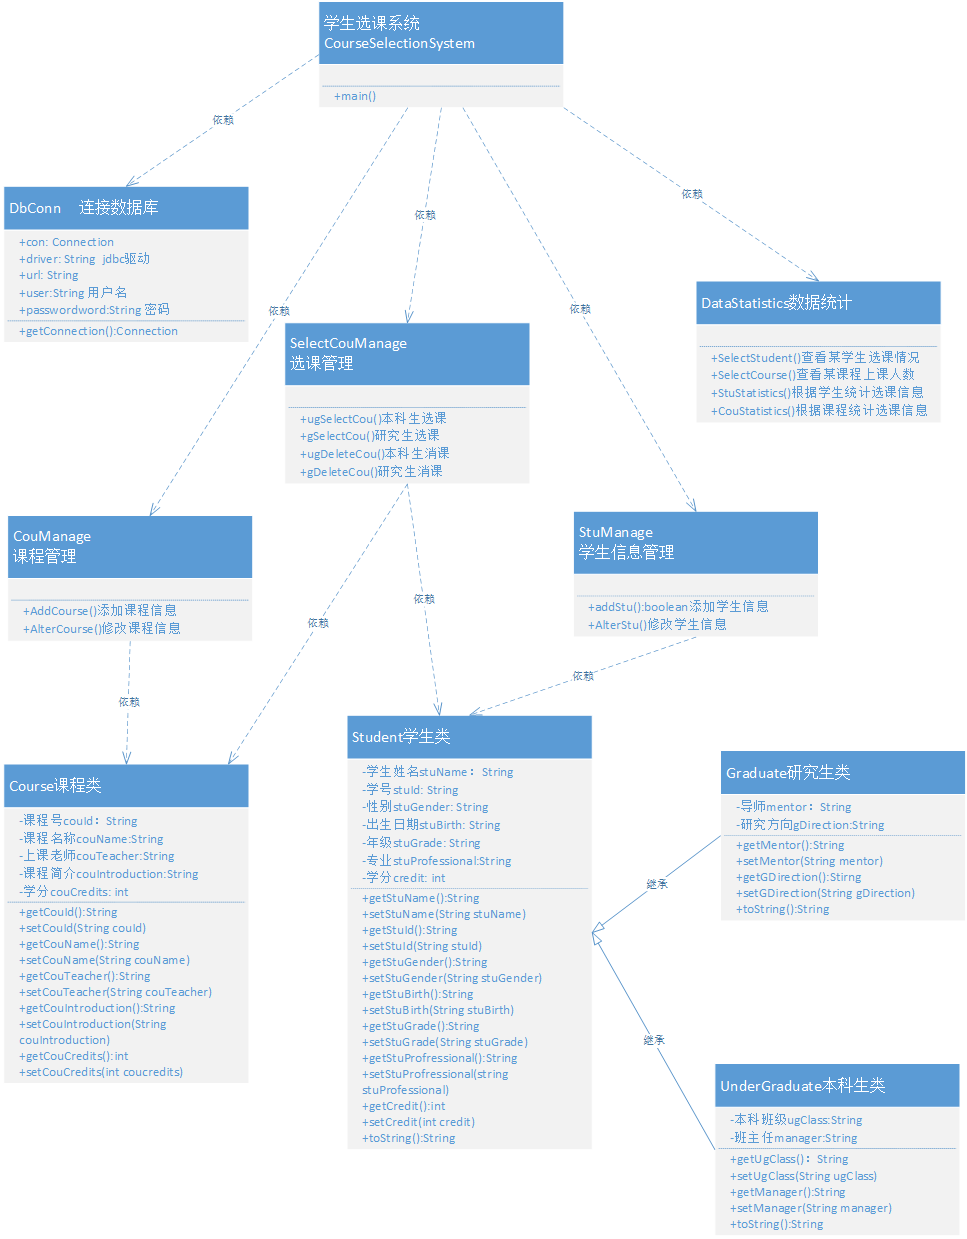 学生选课系统
CourseSelectionSystem
+main()
依赖
依赖
依赖
依赖
依赖
DbConn 连接数据库
+con: Connection
+driver: String jdbc驱动
+url: String
+user:String 用户名
+passwordword:String 密码
+getConnection():Connection
SelectCouManage
选课管理
+ugSelectCou()本科生选课
+gSelectCou()研究生选课
+ugDeleteCou()本科生消课
+gDeleteCou()研究生消课
DataStatistics数据统计
+SelectStudent()查看某学生选课情况
+SelectCourse()查看某课程上课人数
+StuStatistics()根据学生统计选课信息
+CouStatistics()根据课程统计选课信息
CouManage
课程管理
+AddCourse()添加课程信息
+AlterCourse()修改课程信息
StuManage
学生信息管理
+addStu():boolean添加学生信息
+AlterStu()修改学生信息
依赖
依赖
依赖
依赖
Course课程类
-课程号couId：String
-课程名称couName:String
-上课老师couTeacher:String
-课程简介couIntroduction:String
-学分couCredits: int
+getCouId():String
+setCouId(String couId)
+getCouName():String
+setCouName(String couName)
+getCouTeacher():String
+setCouTeacher(String couTeacher)
+getCouIntroduction():String
+setCouIntroduction(String
couIntroduction)
+getCouCredits():int
+setCouCredits(int coucredits)
Student学生类
-学生姓名stuName：String
-学号stuId: String
-性别stuGender: String
-出生日期stuBirth: String
-年级stuGrade: String
-专业stuProfessional:String
-学分credit: int
+getStuName():String
+setStuName(String stuName)
+getStuId():String
+setStuId(String stuId)
+getStuGender():String
+setStuGender(String stuGender)
+getStuBirth():String
+setStuBirth(String stuBirth)
+getStuGrade():String
+setStuGrade(String stuGrade)
+getStuProfressional():String
+setStuProfressional(string
stuProfessional)
+getCredit():int
+setCredit(int credit)
+toString():String
Graduate研究生类
-导师mentor：String
-研究方向gDirection:String
+getMentor():String
+setMentor(String mentor)
+getGDirection():Stirng
+setGDirection(String gDirection)
+toString():String
继承
继承
UnderGraduate本科生类
-本科班级ugClass:String
-班主任manager:String
+getUgClass()：String
+setUgClass(String ugClass)
+getManager():String
+setManager(String manager)
+toString():String